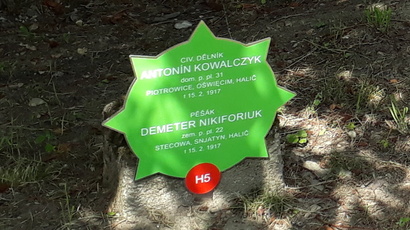 CIV. DĚLNÍK
ANTONÍN KOWALCZYK
dom. p. pl. 31
PIOTROWICE, OŚWIĘCIM, HALIČ
† 15. 2. 1917
PĚŠÁK
DEMETER NIKIFORIUK
zem. p. pl. 22
STECOWA, SNJATYN, HALIČ
† 15. 2. 1917
H5